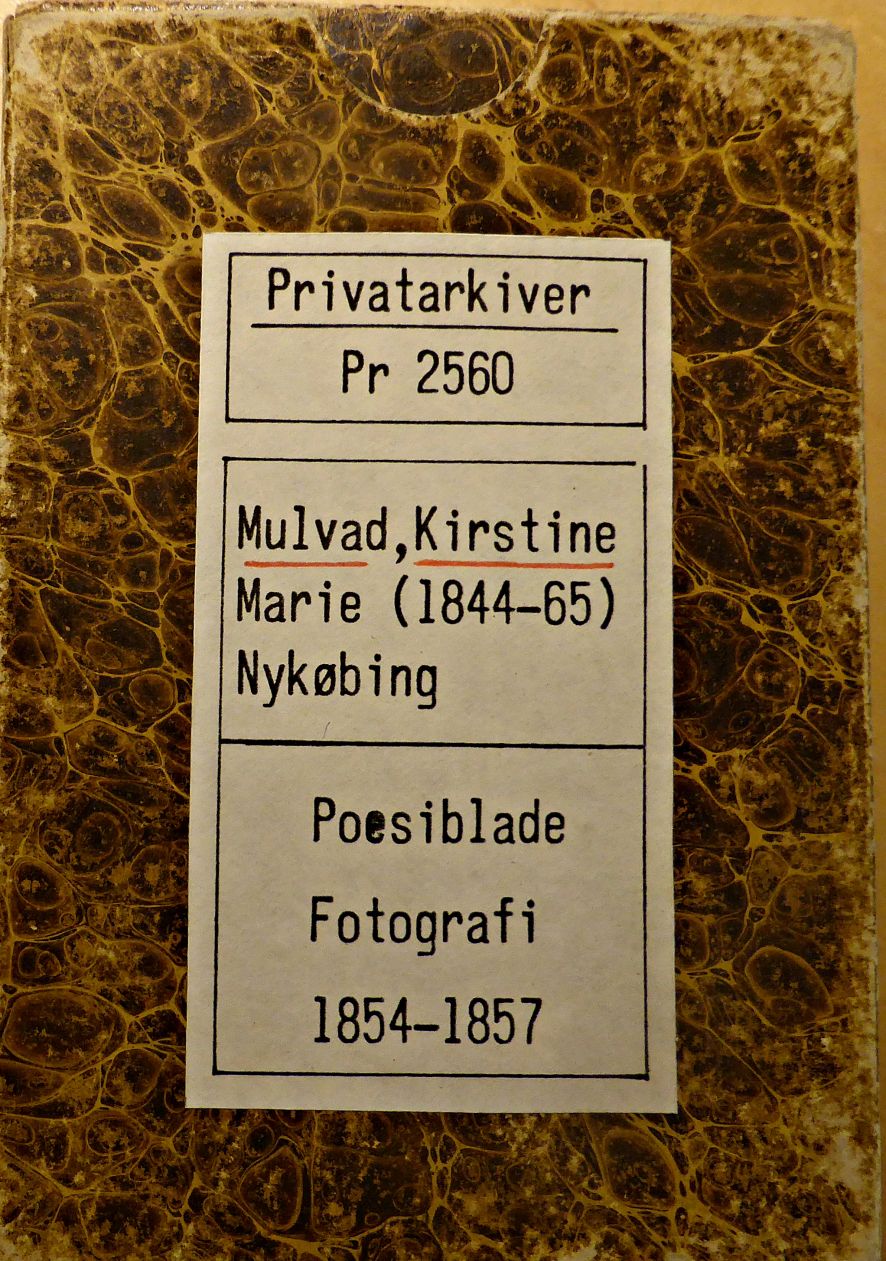 Privatarkiver
Pr 2560
Mulvad,Kirstine
Marie (1844-65)
Nykøbing
Poesiblade
Fotografi
1854-1857